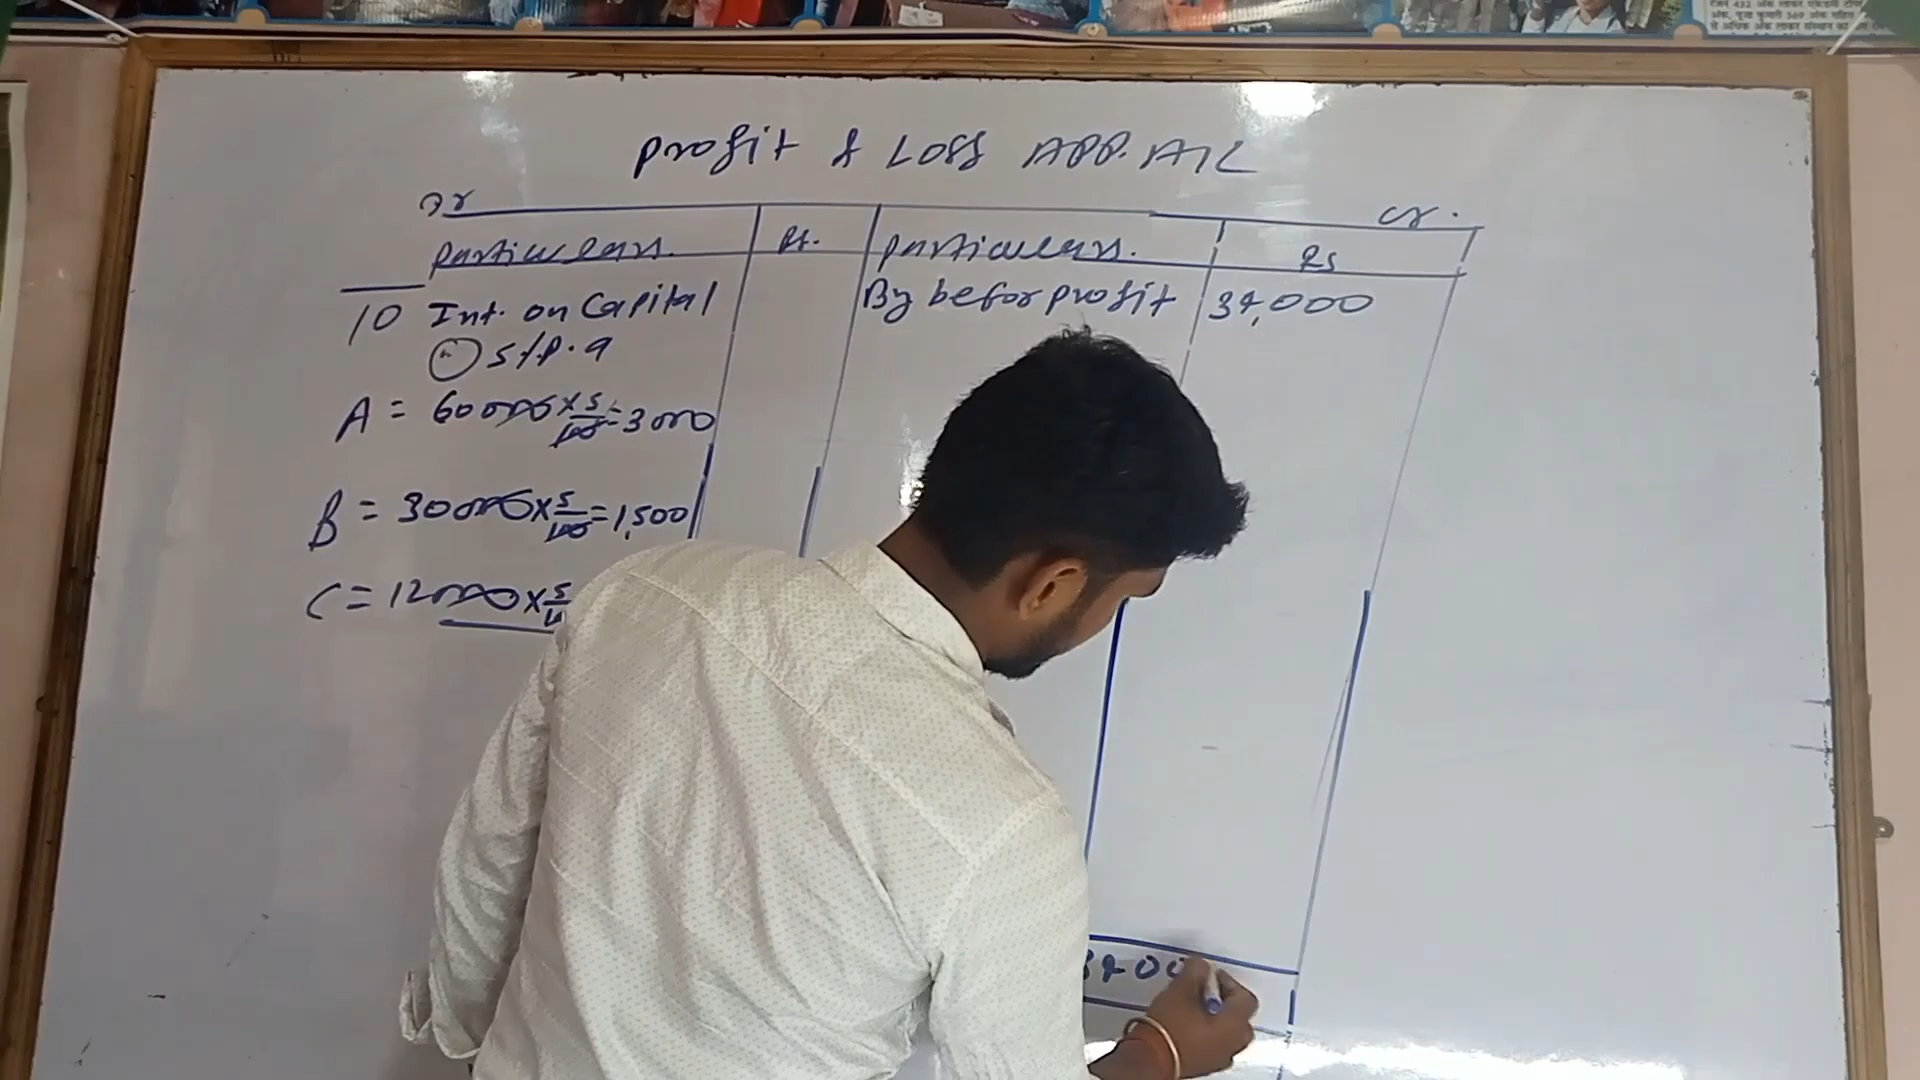 Profit & Loss APP. A/C
Dr Cr.
particulars. Rs. particulars. Rs
To Int. on Capital By befor profit 34,000
5 /. P. a
A = 60000 × 5/100 = 3000
B = 30000 × 5/100 = 1,500
C = 12000 × 5
3400